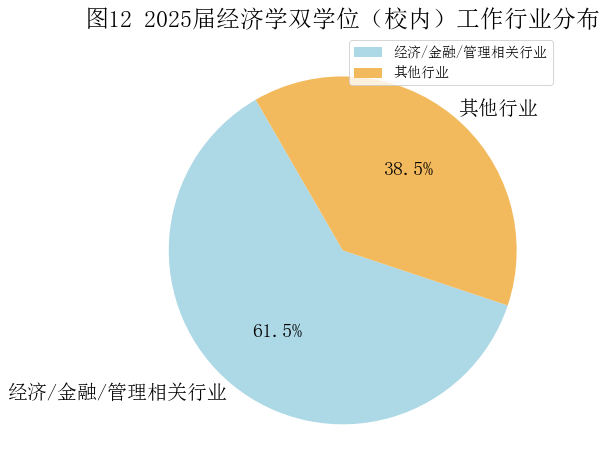 图12 2025届经济学双学位（校内）工作行业分布
经济/金融/管理相关行业
其他行业
其他行业
38.5%
61.5%
经济/金融/管理相关行业